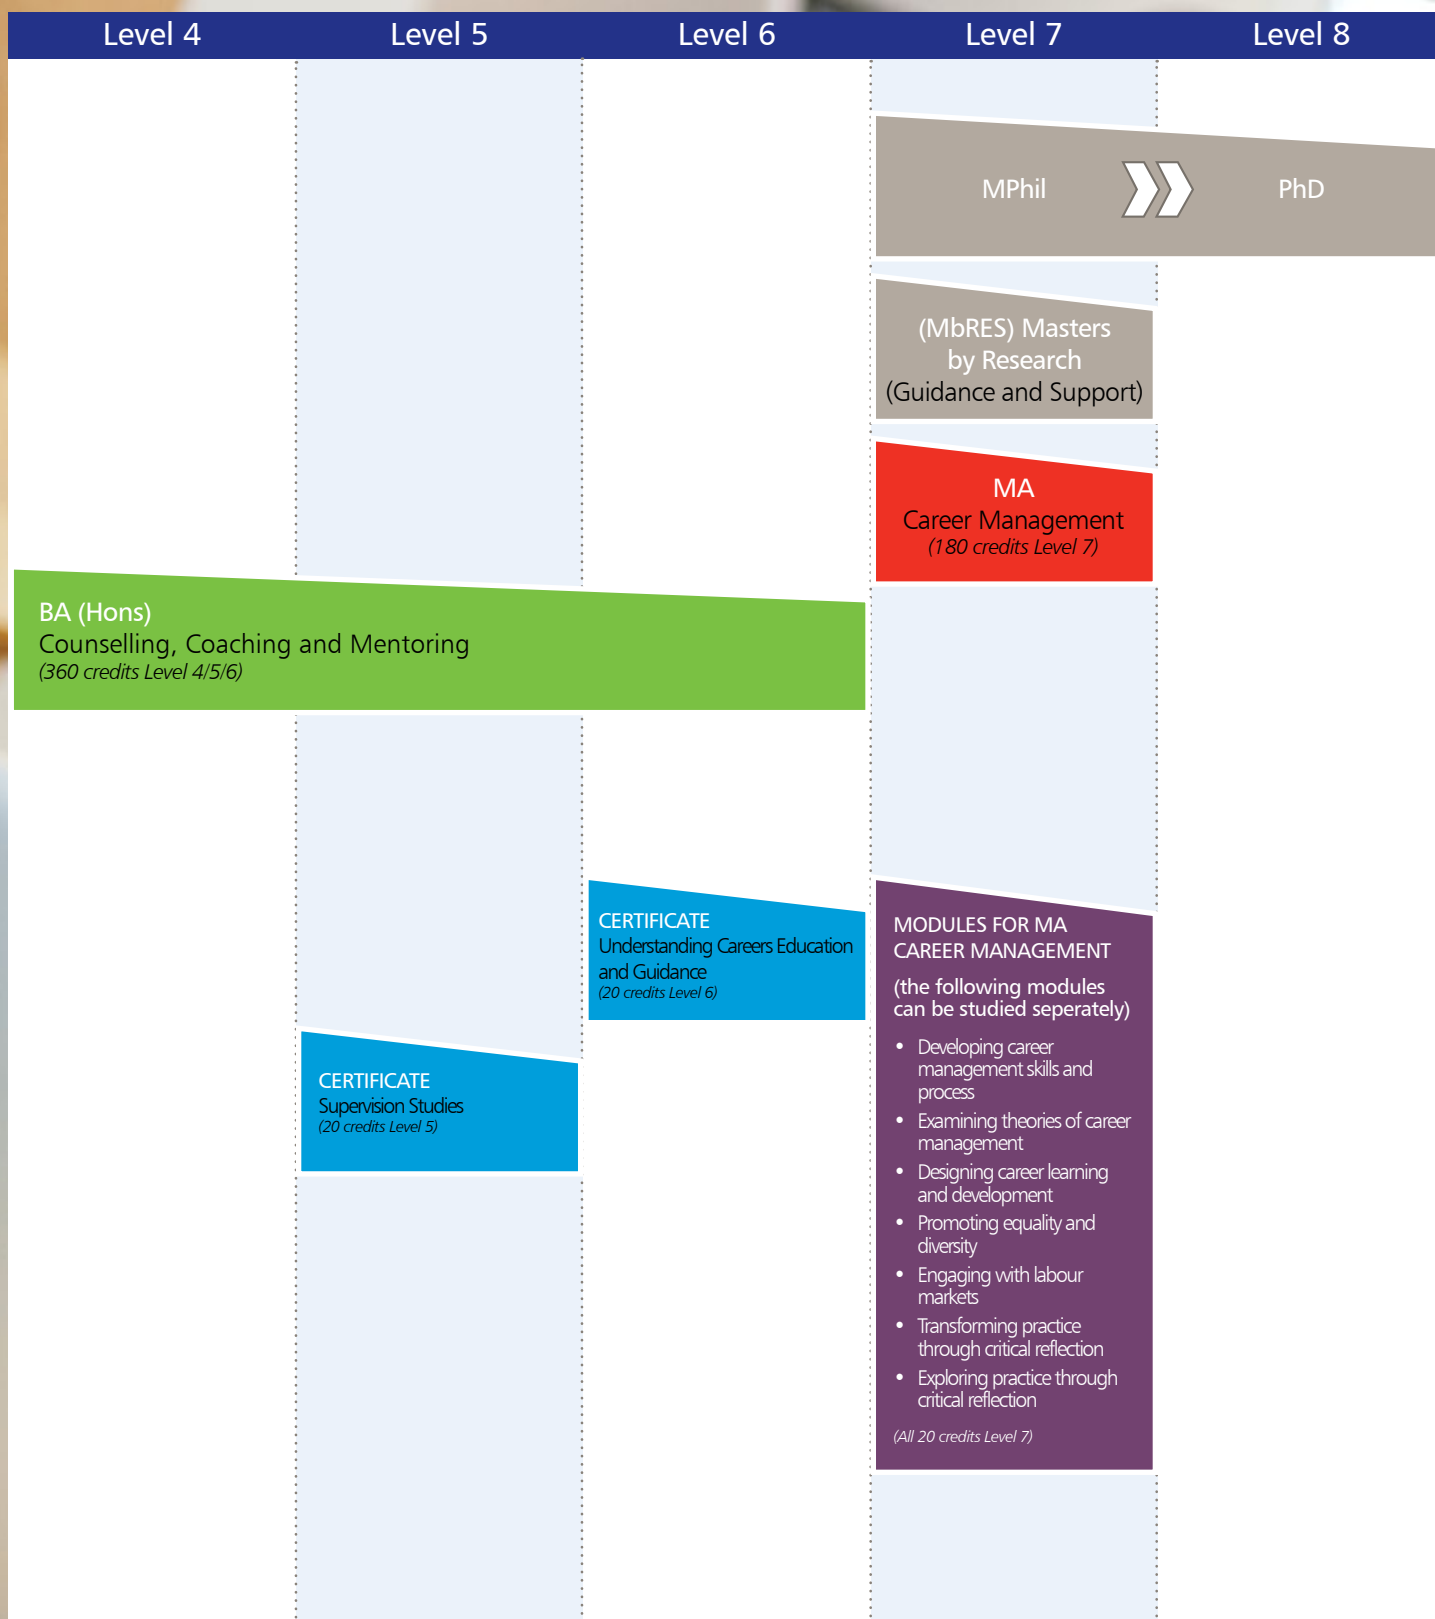 Level 4 Level 5 Level 6 Level 7 Level 8
MPhil PhD
(MbRES) Masters
by Research
(Guidance and Support)
MA
Career Management
(180 credits Level 7)
BA (Hons)
Counselling, Coaching and Mentoring
(360 credits Level 4/5/6)
CERTIFICATE
Understanding Careers Education
and Guidance
(20 credits Level 6)
CERTIFICATE
Supervision Studies
(20 credits Level 5)
MODULES FOR MA
CAREER MANAGEMENT
(the following modules
can be studied seperately)
• Developing career
management skills and
process
• Examining theories of career
management
• Designing career learning
and development
• Promoting equality and
diversity
• Engaging with labour
markets
• Transforming practice
through critical reflection
• Exploring practice through
critical reflection
(All 20 credits Level 7)